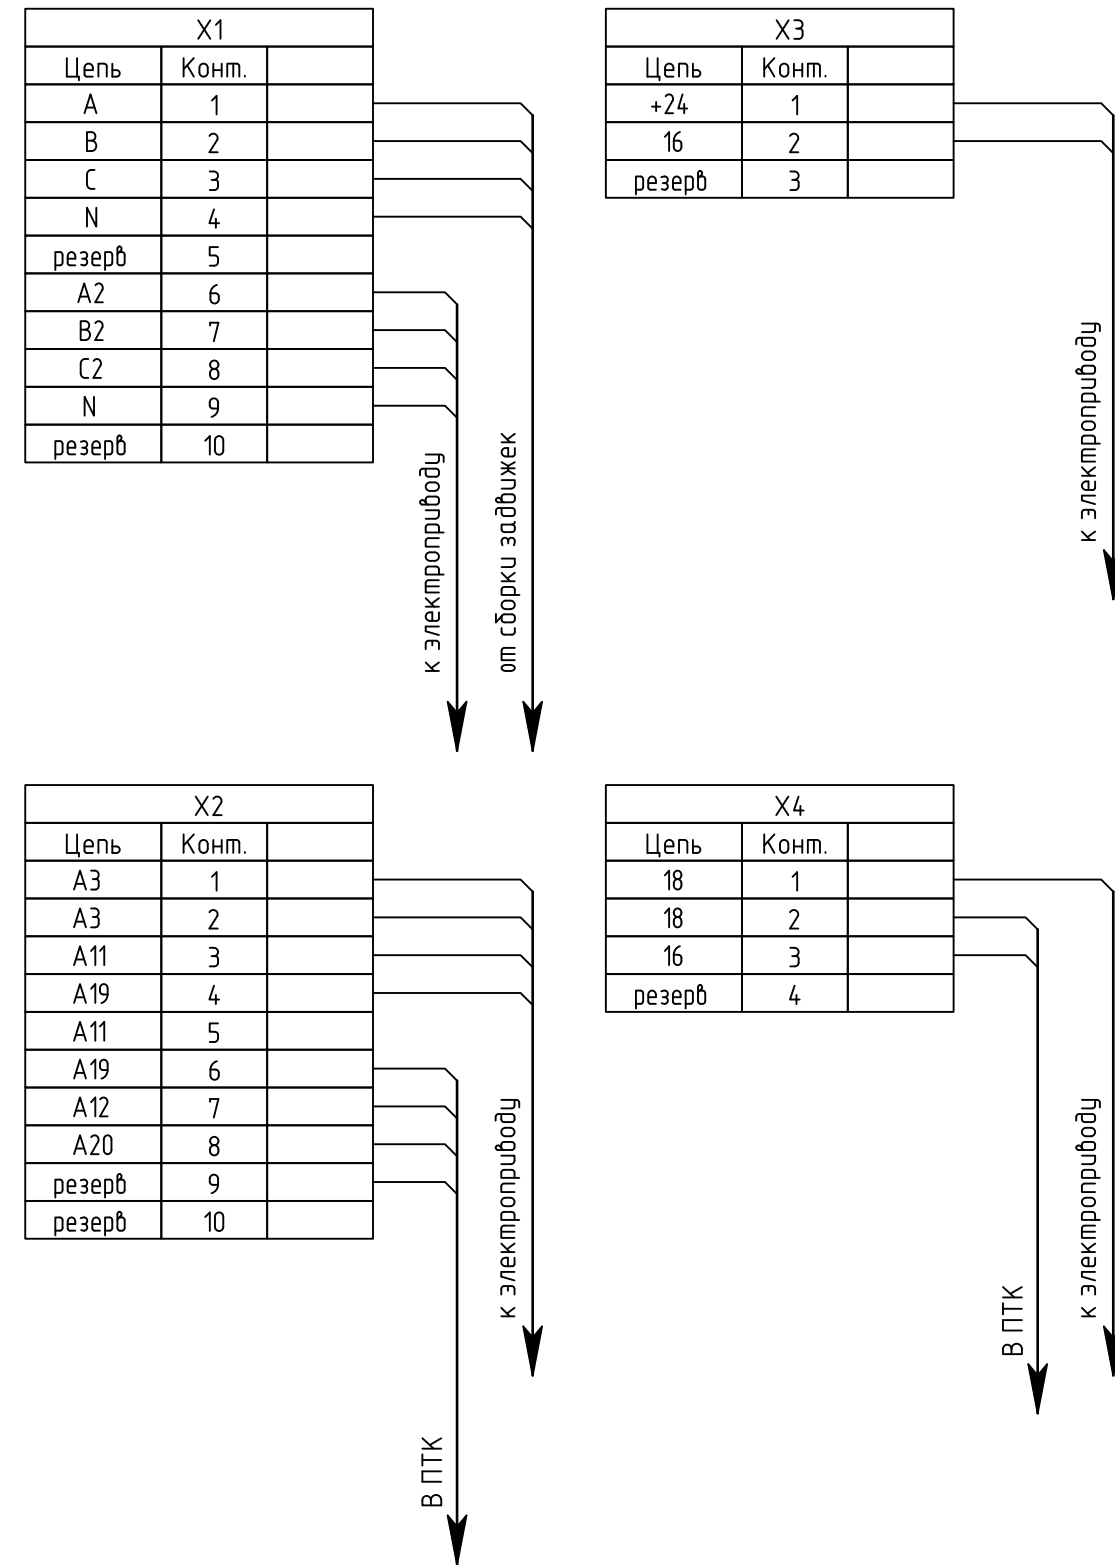 X1
Цепь Конт.
A 1
B 2
C 3
N 4
резерв 5
A2 6
B2 7
C2 8
N 9
резерв 10
к электроприводу
от сборки задвижек
X3
Цепь Конт.
+24 1
16 2
резерв 3
к электроприводу
X2
Цепь Конт.
A3 1
A3 2
A11 3
A19 4
A11 5
A19 6
A12 7
A20 8
резерв 9
резерв 10
В ПТК
к электроприводу
X4
Цепь Конт.
18 1
18 2
16 3
резерв 4
В ПТК
к электроприводу